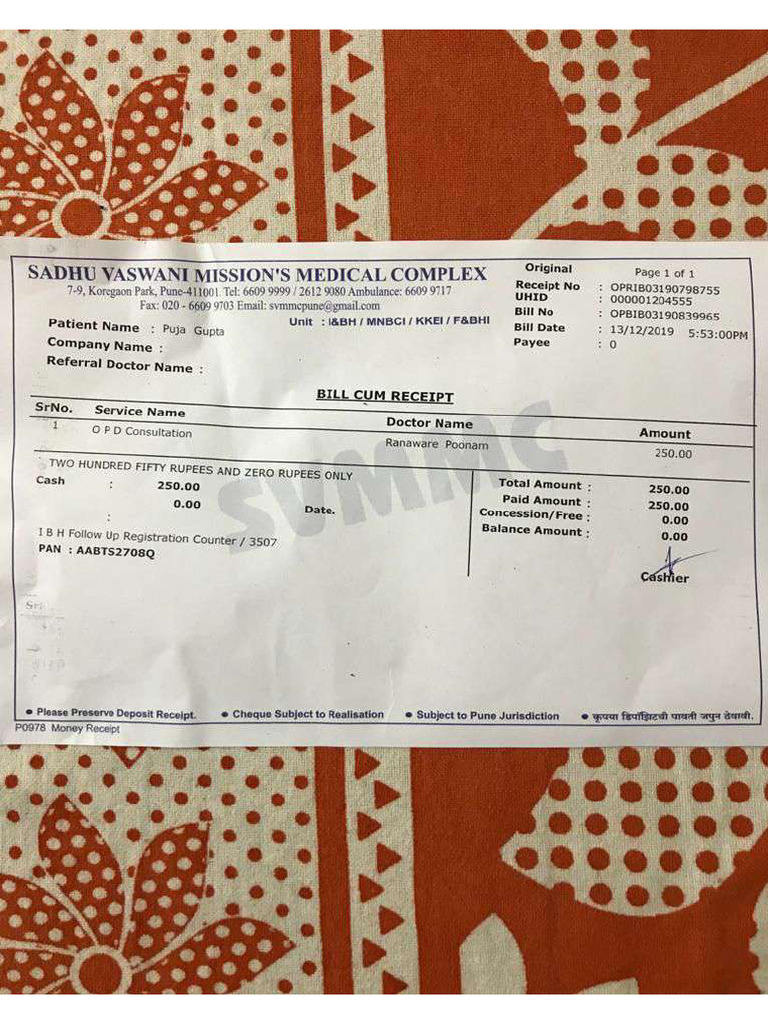 SADHU VASWANI MISSION'S MEDICAL COMPLEX
7-9, Koregaon Park, Pune-411001. Tel: 6609 9999 / 2612 9080 Ambulance: 6609 9717
Fax: 020 - 6609 9703 Email: svmmcpune@gmail.com
Unit : I&BH / MNBCI / KKEI / F&BHI
Original Page 1 of 1
Receipt No : OPRIB03190798755
UHID : 000001204555
Bill No : OPBIB03190839965
Bill Date : 13/12/2019 5:53:00PM
Payee : 0
Patient Name : Puja Gupta
Company Name :
Referral Doctor Name :
BILL CUM RECEIPT
SrNo. Service Name Doctor Name Amount
1 O P D Consultation Ranaware Poonam 250.00
TWO HUNDRED FIFTY RUPEES AND ZERO RUPEES ONLY
Cash : 250.00
0.00 Date.
:
Total Amount : 250.00
Paid Amount : 250.00
Concession/Free : 0.00
Balance Amount : 0.00
I B H Follow Up Registration Counter / 3507
PAN : AABTS2708Q
Cashier
SVMMC
• Please Preserve Deposit Receipt. • Cheque Subject to Realisation • Subject to Pune Jurisdiction • कृपया डिपॉझिटची पावती जपुन ठेवावी.
P0978 Money Receipt